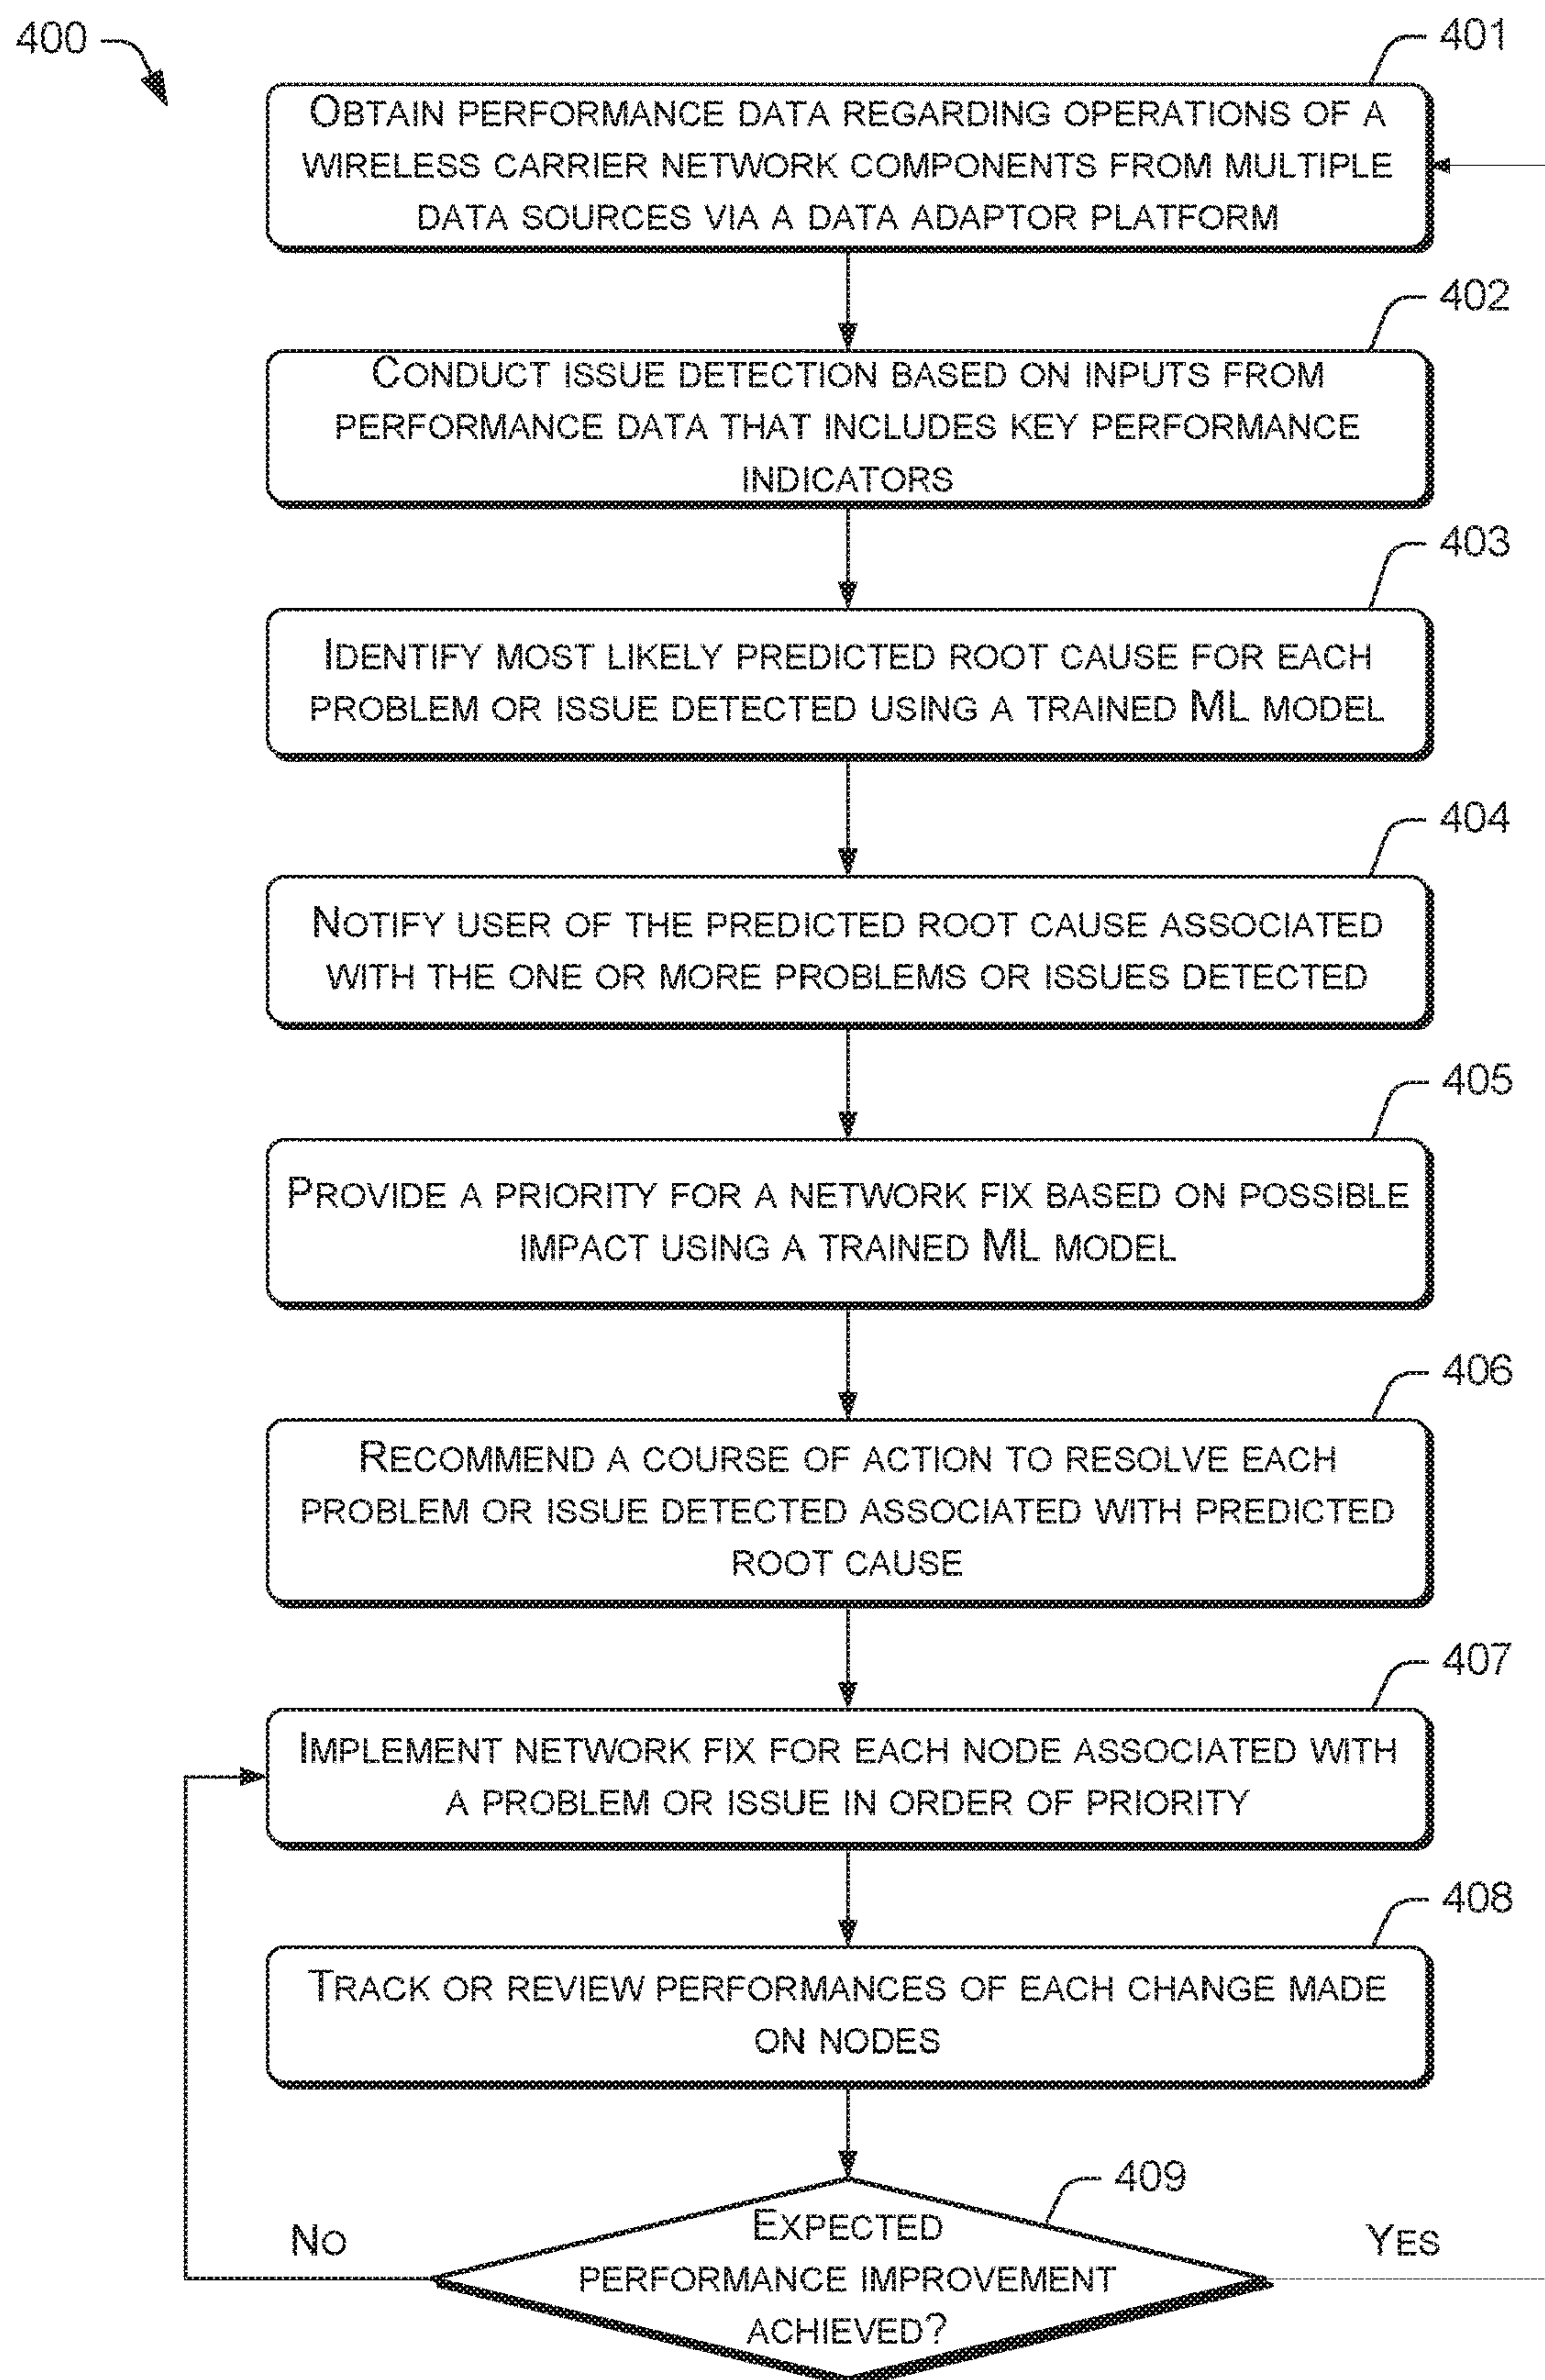 400
401
OBTAIN PERFORMANCE DATA REGARDING OPERATIONS OF A
WIRELESS CARRIER NETWORK COMPONENTS FROM MULTIPLE
DATA SOURCES VIA A DATA ADAPTOR PLATFORM
402
CONDUCT ISSUE DETECTION BASED ON INPUTS FROM
PERFORMANCE DATA THAT INCLUDES KEY PERFORMANCE
INDICATORS
403
IDENTIFY MOST LIKELY PREDICTED ROOT CAUSE FOR EACH
PROBLEM OR ISSUE DETECTED USING A TRAINED ML MODEL
404
NOTIFY USER OF THE PREDICTED ROOT CAUSE ASSOCIATED
WITH THE ONE OR MORE PROBLEMS OR ISSUES DETECTED
405
PROVIDE A PRIORITY FOR A NETWORK FIX BASED ON POSSIBLE
IMPACT USING A TRAINED ML MODEL
406
RECOMMEND A COURSE OF ACTION TO RESOLVE EACH
PROBLEM OR ISSUE DETECTED ASSOCIATED WITH PREDICTED
ROOT CAUSE
407
IMPLEMENT NETWORK FIX FOR EACH NODE ASSOCIATED WITH
A PROBLEM OR ISSUE IN ORDER OF PRIORITY
408
TRACK OR REVIEW PERFORMANCES OF EACH CHANGE MADE
ON NODES
409
EXPECTED
PERFORMANCE IMPROVEMENT
ACHIEVED?
NO
YES